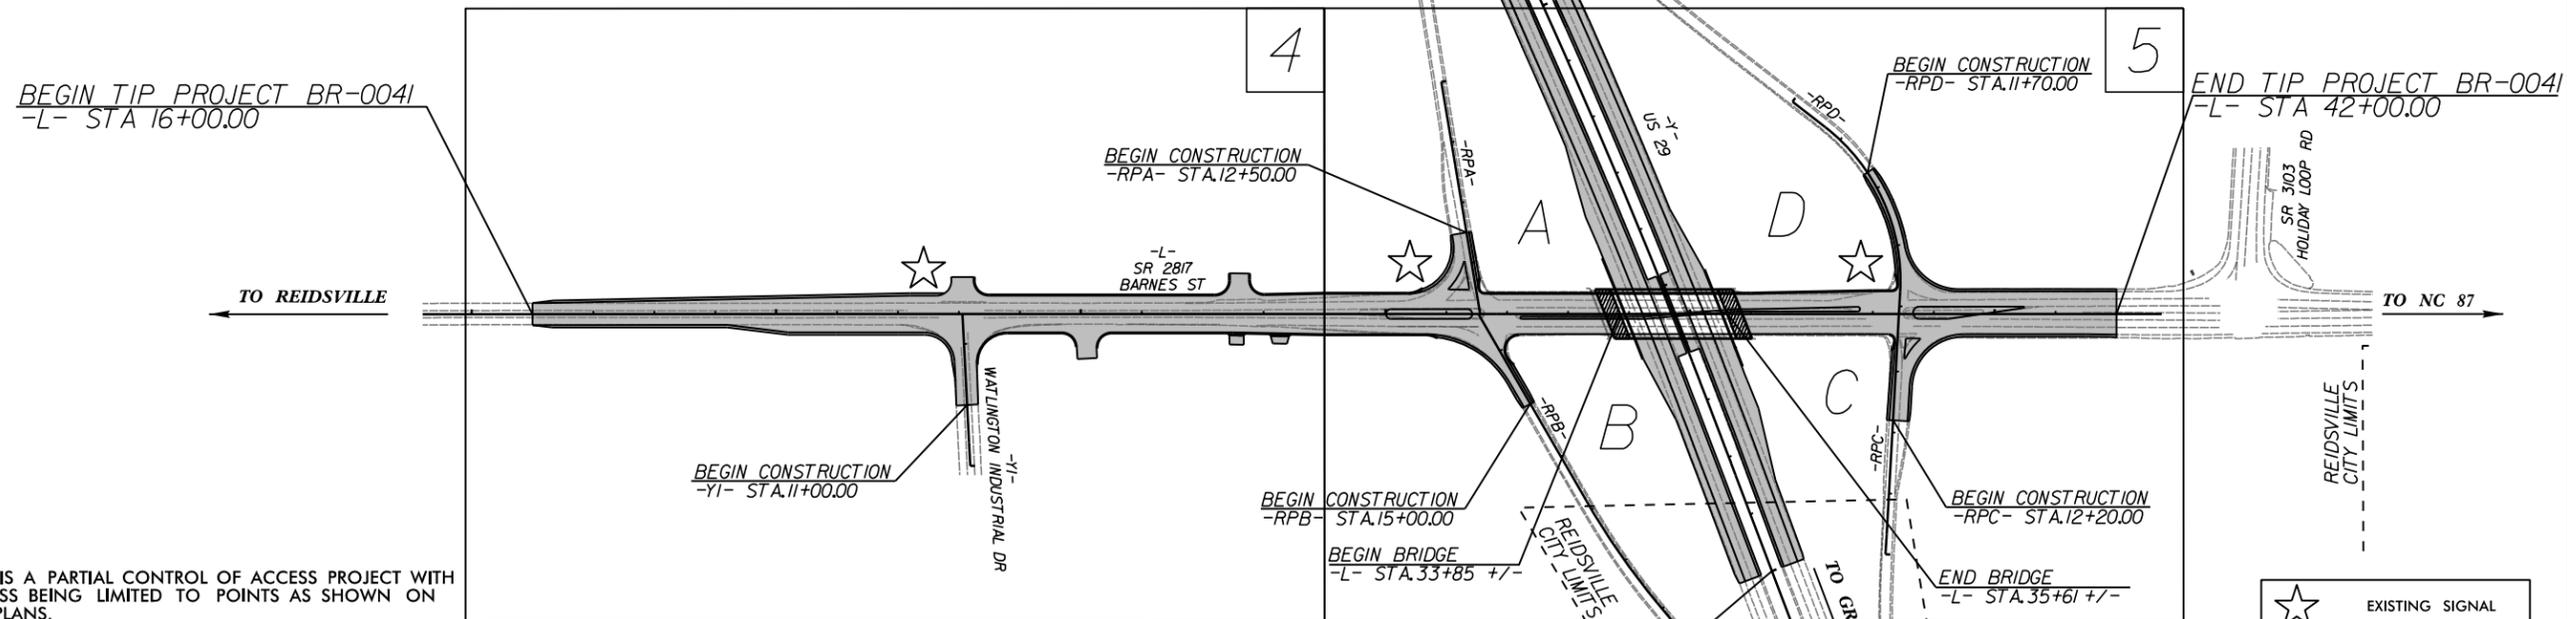 4
5
BEGIN TIP PROJECT BR-0041
-L- STA 16+00.00
BEGIN CONSTRUCTION
-RPD- STA.11+70.00
END TIP PROJECT BR-0041
-L- STA 42+00.00
-RPD-
-Y-
US 29
BEGIN CONSTRUCTION
-RPA- STA.12+50.00
-RPA-
SR 3103
HOLIDAY LOOP RD
A
D
-L-
SR 2817
BARNES ST
TO REIDSVILLE
TO NC 87
WATLINGTON INDUSTRIAL DR
-Y1-
BEGIN CONSTRUCTION
-Y1- STA.11+00.00
-RPB-
B
C
-RPC-
REIDSVILLE
CITY LIMITS
BEGIN CONSTRUCTION
-RPB- STA.15+00.00
BEGIN CONSTRUCTION
-RPC- STA.12+20.00
REIDSVILLE
CITY LIMITS
BEGIN BRIDGE
-L- STA.33+85 +/-
END BRIDGE
-L- STA.35+61 +/-
TO GR
IS A PARTIAL CONTROL OF ACCESS PROJECT WITH
SS BEING LIMITED TO POINTS AS SHOWN ON
PLANS.
EXISTING SIGNAL